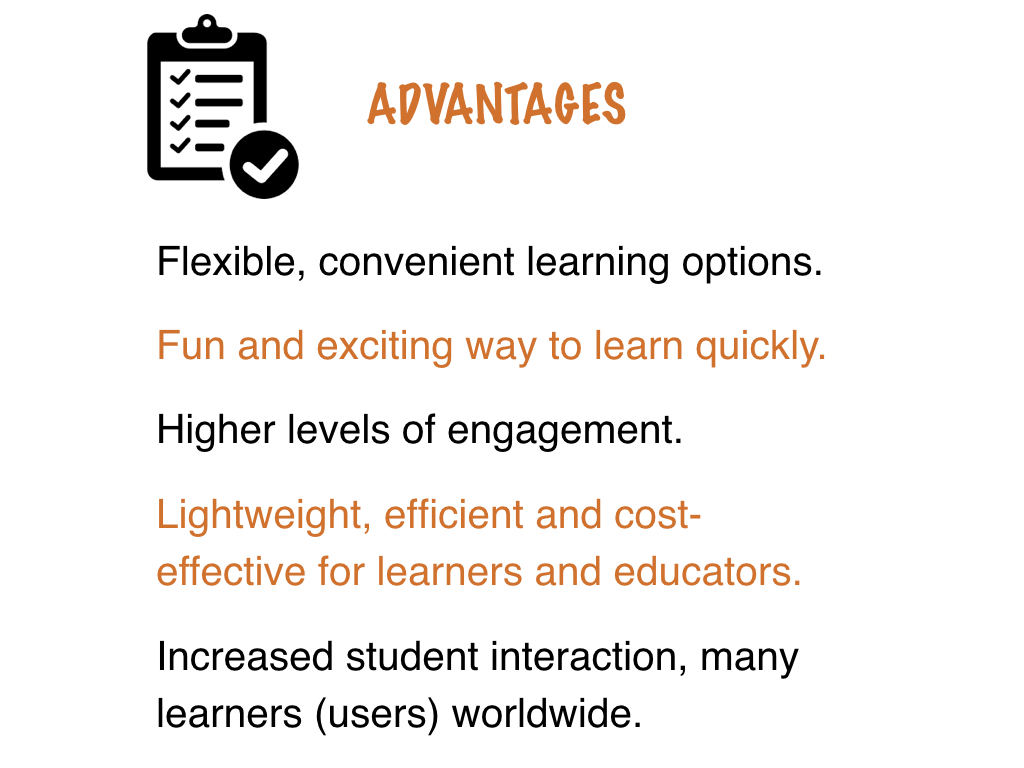 ADVANTAGES
Flexible, convenient learning options.
Fun and exciting way to learn quickly.
Higher levels of engagement.
Lightweight, efficient and cost-
effective for learners and educators.
Increased student interaction, many
learners (users) worldwide.